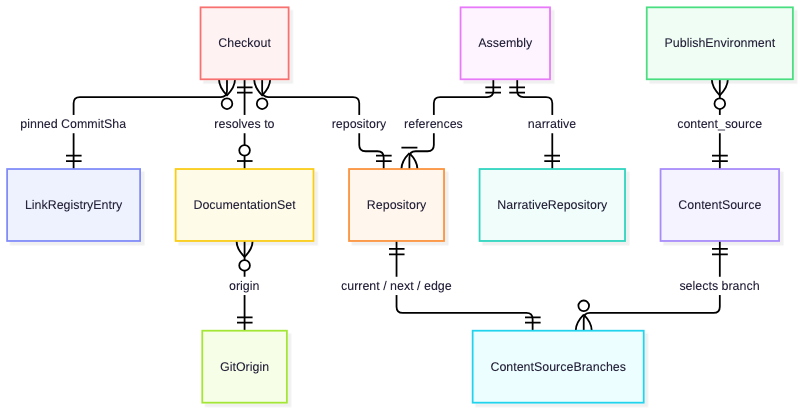 Checkout
Assembly
PublishEnvironment
pinned CommitSha
resolves to
repository
references
narrative
content_source
LinkRegistryEntry
DocumentationSet
Repository
NarrativeRepository
ContentSource
origin
current / next / edge
selects branch
GitOrigin
ContentSourceBranches